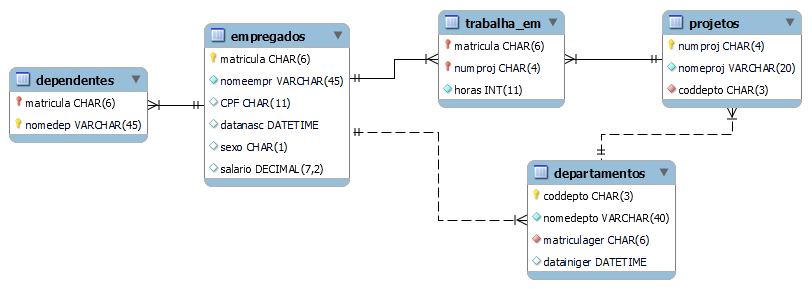 dependentes
matricula CHAR(6)
nomedep VARCHAR(45)
empregados
matricula CHAR(6)
nomeempr VARCHAR(45)
CPF CHAR(11)
datanasc DATETIME
sexo CHAR(1)
salario DECIMAL(7,2)
trabalha_em
matricula CHAR(6)
numproj CHAR(4)
horas INT(11)
projetos
numproj CHAR(4)
nomeproj VARCHAR(20)
coddepto CHAR(3)
departamentos
coddepto CHAR(3)
nomedepto VARCHAR(40)
matriculager CHAR(6)
datainiger DATETIME